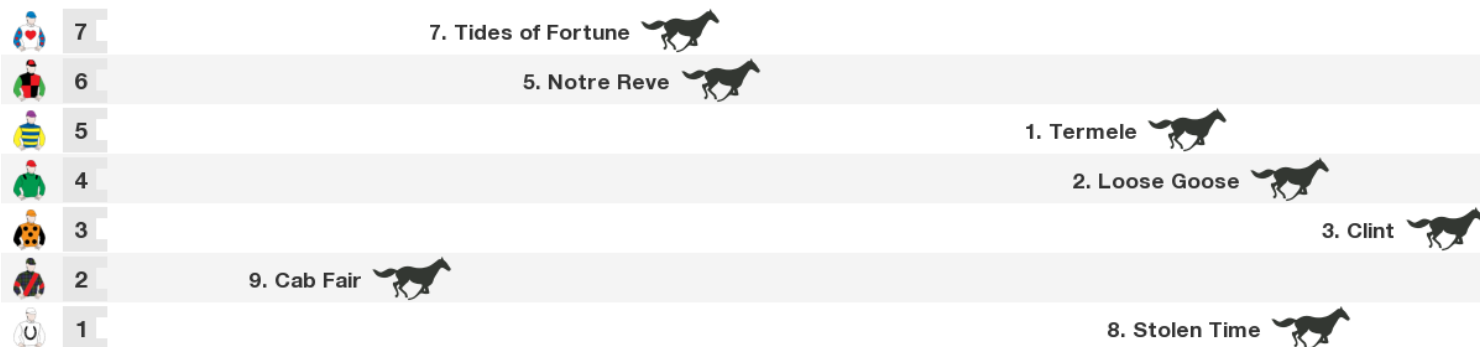 7 7. Tides of Fortune
6 5. Notre Reve
5 1. Termele
4 2. Loose Goose
3 3. Clint
2 9. Cab Fair
1 8. Stolen Time